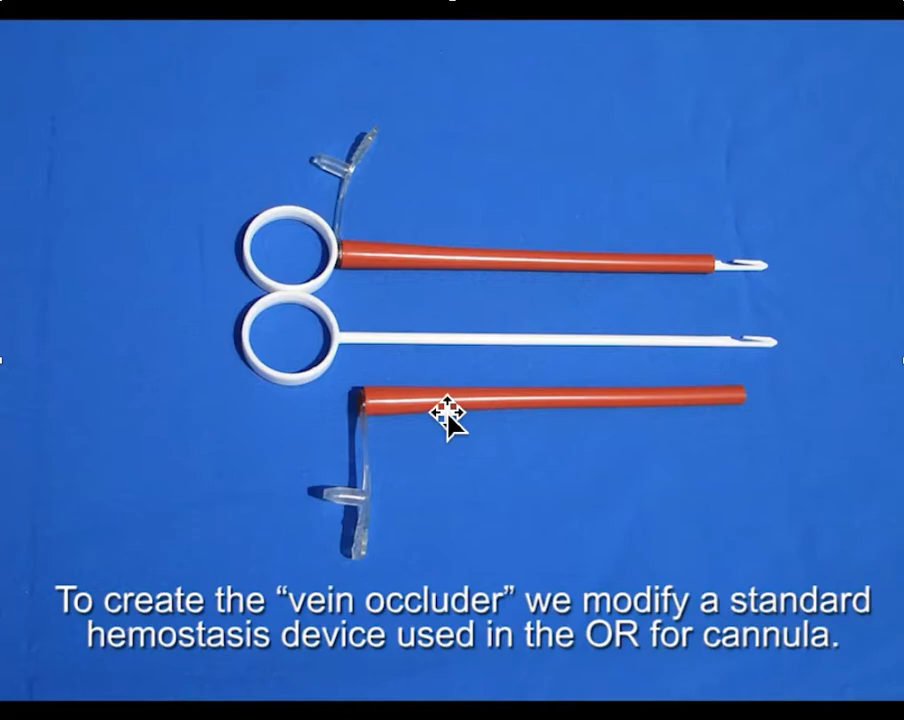 To create the “vein occluder” we modify a standard
hemostasis device used in the OR for cannula.